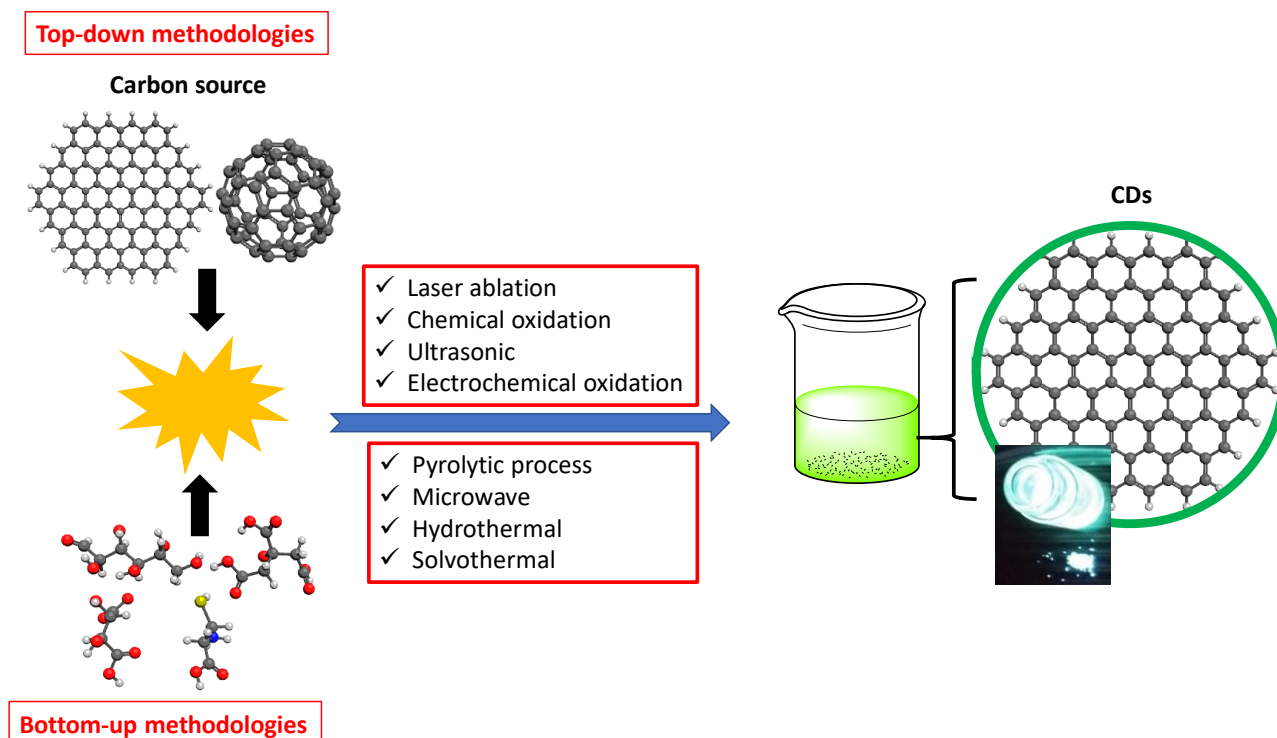 Top-down methodologies
Carbon source
✓ Laser ablation
✓ Chemical oxidation
✓ Ultrasonic
✓ Electrochemical oxidation
✓ Pyrolytic process
✓ Microwave
✓ Hydrothermal
✓ Solvothermal
CDs
Bottom-up methodologies